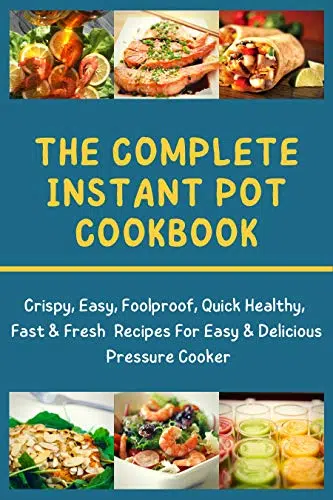 THE COMPLETE
INSTANT POT
COOKBOOK
Crispy, Easy, Foolproof, Quick Healthy,
Fast & Fresh Recipes For Easy & Delicious
Pressure Cooker